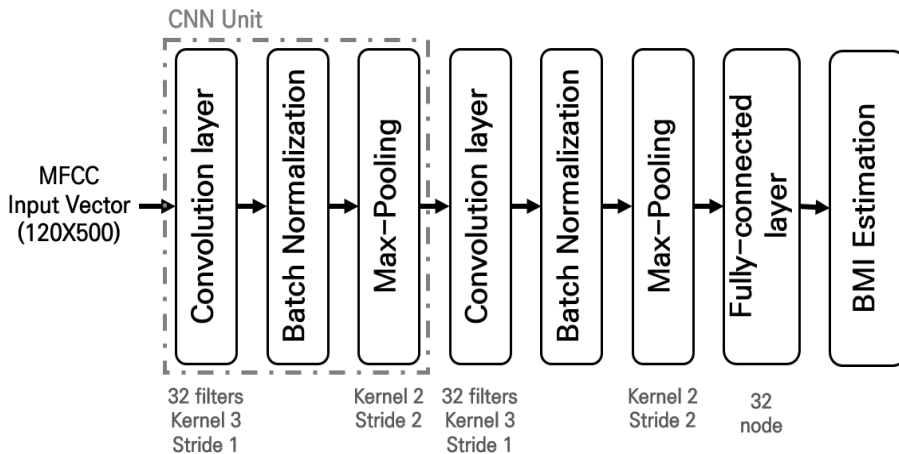 CNN Unit
MFCC
Input Vector
(120X500)
Convolution layer
Batch Normalization
Max-Pooling
Convolution layer
Batch Normalization
Max-Pooling
Fully-connected
layer
BMI Estimation
32 filters
Kernel 3
Stride 1
Kernel 2
Stride 2
32 filters
Kernel 3
Stride 1
Kernel 2
Stride 2
32
node